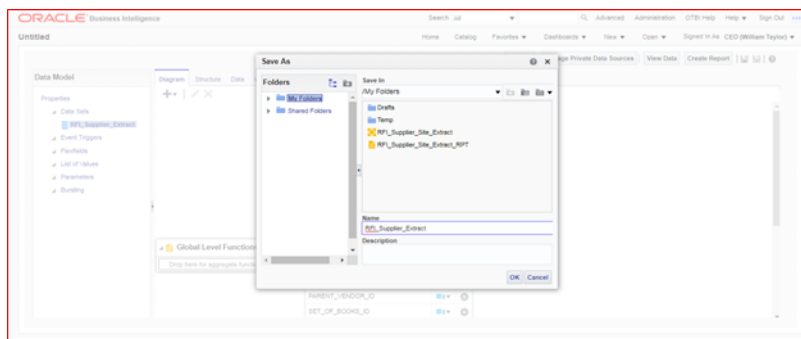 ORACLE Business Intelligence
Search All
Advanced Administration OTBI Help Help Sign Out
Untitled
Home Catalog Favorites Dashboards New Open Signed In As CEO (William Taylor)
Private Data Sources View Data Create Report
Data Model
Diagram Structure Data
Properties
Data Sets
RFI_Supplier_Extract
Event Triggers
Flexfields
List of Values
Parameters
Bursting
Global Level Function
Drop here for aggregate
PARENT_VENDOR_ID
SET_OF_BOOKS_ID
Save As
Folders
My Folders
Shared Folders
Save In
/My Folders
Drafts
Temp
RFI_Supplier_Site_Extract
RFI_Supplier_Site_Extract_RPT
Name
RFI_Supplier_Extract
Description
OK Cancel